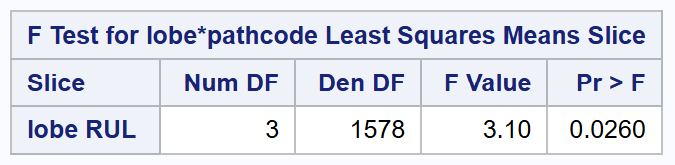 F Test for lobe*pathcode Least Squares Means Slice
Slice Num DF Den DF F Value Pr > F
lobe RUL 3 1578 3.10 0.0260